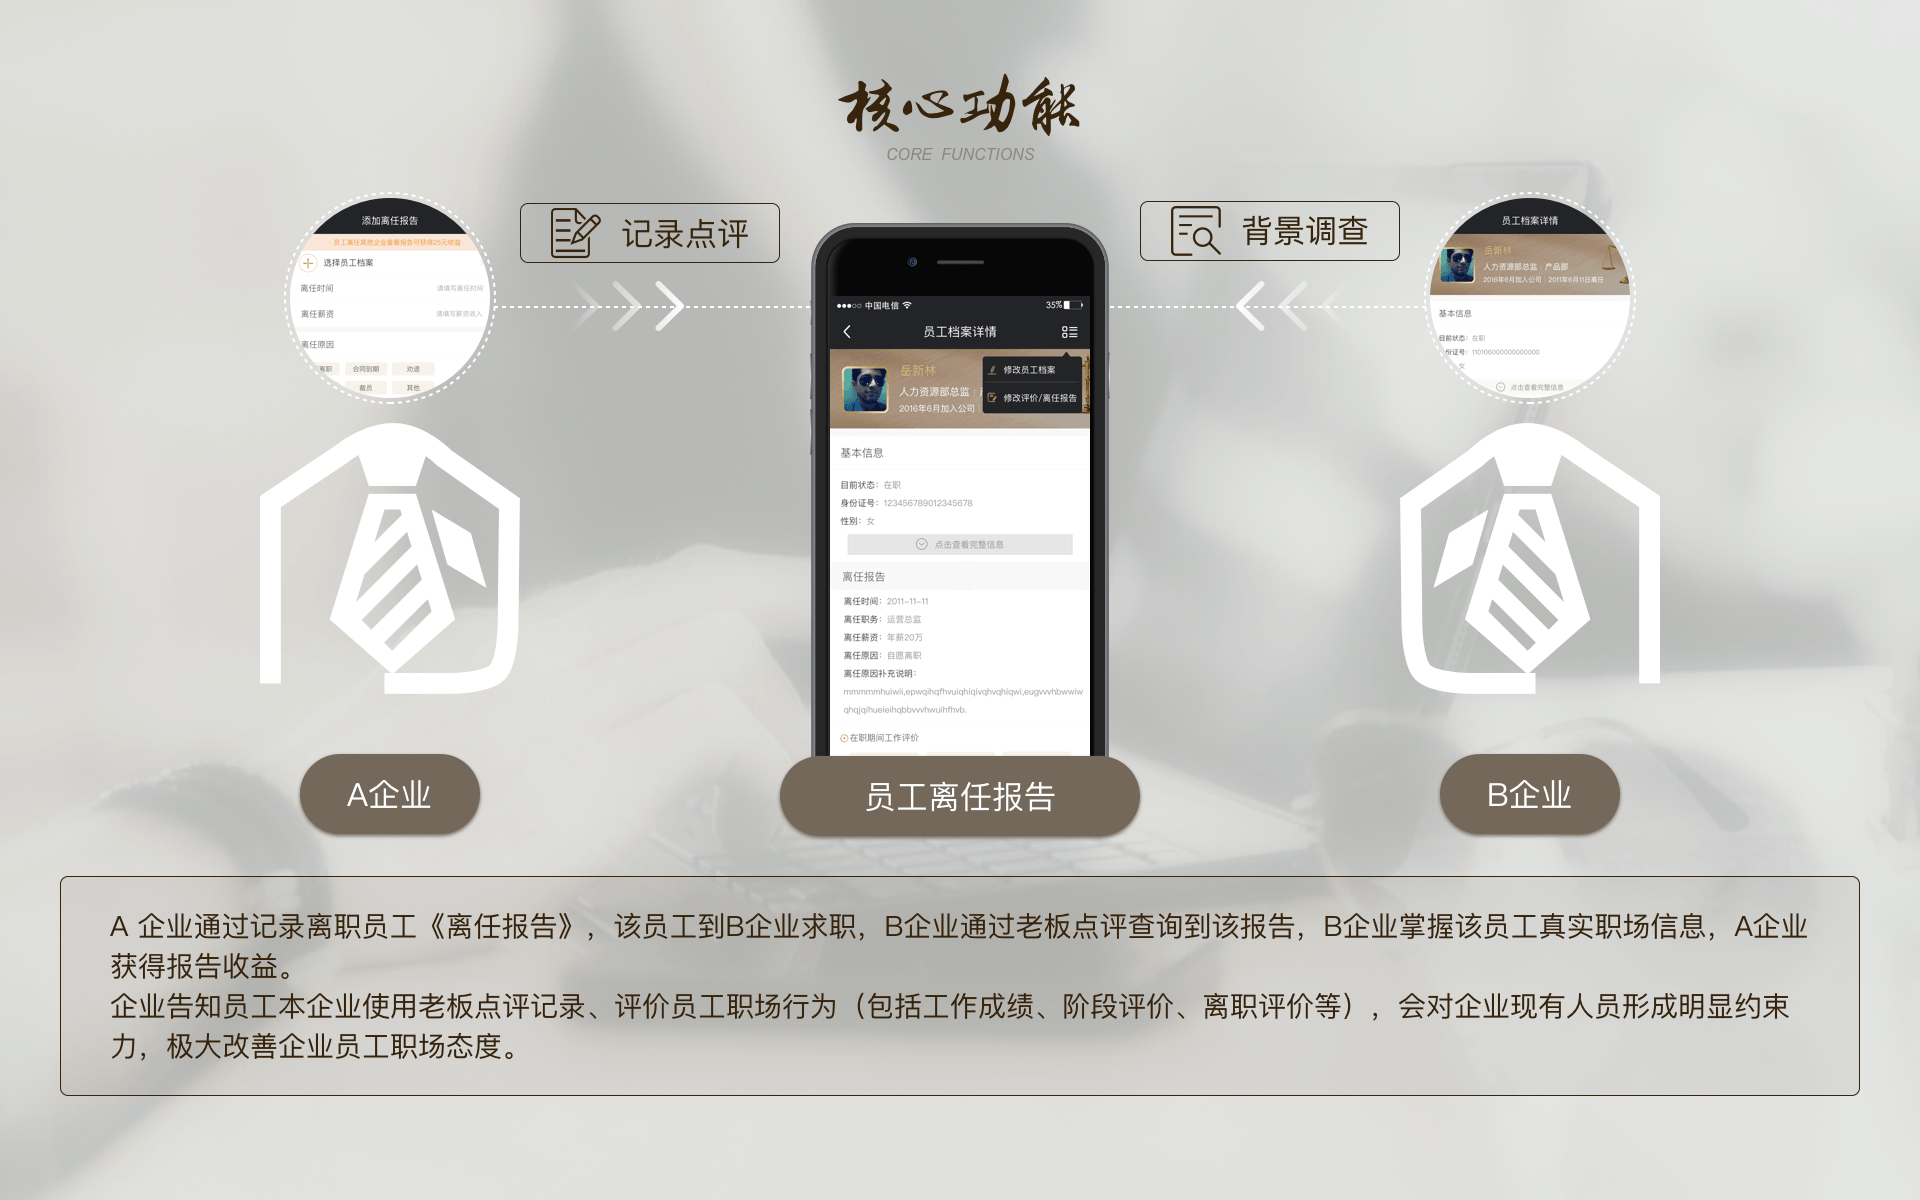 核心功能
CORE FUNCTIONS
添加离任报告
员工离任其他企业查看报告可获得25元收益
选择员工档案
离任时间 请填写离任时间
离任薪资 请填写薪资收入
离任原因
离职 合同到期 劝退
裁员 其他
记录点评
背景调查
员工档案详情
岳新林
人力资源部总监 产品部
2016年6月加入公司 2011年6月11日离行
基本信息
目前状态：在职
份证号：110100000000000000
女
点击查看完整信息
中国电信 35%
员工档案详情
岳新林
人力资源部总监
2016年6月加入公司
修改员工档案
修改评价/离任报告
基本信息
目前状态：在职
身份证号：123456789012345678
性别：女
点击查看完整信息
离任报告
离任时间：2011-11-11
离任职务：运营总监
离任薪资：年薪20万
离任原因：自愿离职
离任原因补充说明：
mmmmmhuiwii,epwqihqfhvuiqhiqivqhvqhiqwi,eugvvvhbwwiw
qhqjqihueielhqbbvvvhwuihfhvb.
在职期间工作评价
A企业
员工离任报告
B企业
A 企业通过记录离职员工《离任报告》，该员工到B企业求职，B企业通过老板点评查询到该报告，B企业掌握该员工真实职场信息，A企业
获得报告收益。
企业告知员工本企业使用老板点评记录、评价员工职场行为（包括工作成绩、阶段评价、离职评价等），会对企业现有人员形成明显约束
力，极大改善企业员工职场态度。